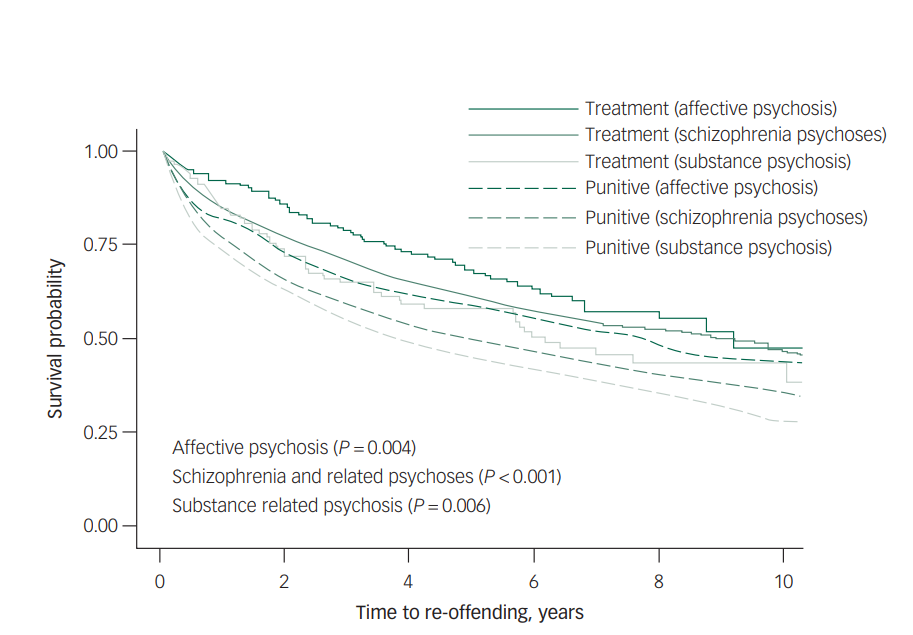 Treatment (affective psychosis)
Treatment (schizophrenia psychoses)
Treatment (substance psychosis)
Punitive (affective psychosis)
Punitive (schizophrenia psychoses)
Punitive (substance psychosis)
1.00
0.75
0.50
0.25
0.00
Survival probability
Affective psychosis (P = 0.004)
Schizophrenia and related psychoses (P < 0.001)
Substance related psychosis (P = 0.006)
0 2 4 6 8 10
Time to re-offending, years